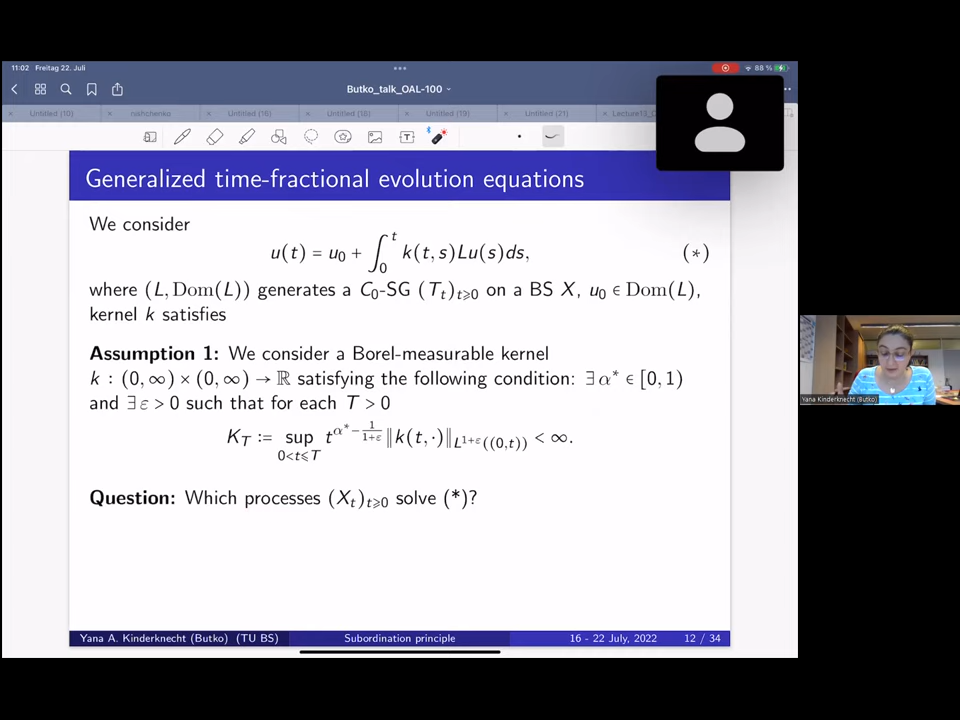 11:02 Freitag 22. Juli
88 %
Butko_talk_OAL-100
Untitled (10)
nishchenko
Untitled (16)
Untitled (18)
Untitled (19)
Untitled (21)
Generalized time-fractional evolution equations
We consider
u(t) = u₀ + ∫₀ᵗ k(t, s)Lu(s)ds, (*)
where (L, Dom(L)) generates a C₀-SG (Tₜ)ₜ⩾₀ on a BS X, u₀ ∈ Dom(L),
kernel k satisfies
Assumption 1: We consider a Borel-measurable kernel
k : (0, ∞) × (0, ∞) → ℝ satisfying the following condition: ∃ α* ∈ [0, 1)
and ∃ ε > 0 such that for each T > 0
K_T := sup_{0<t⩽T} t^{α* − 1/(1+ε)} ‖k(t, ·)‖_{L^{1+ε}((0,t))} < ∞.
Question: Which processes (Xₜ)ₜ⩾₀ solve (*)?
Yana A. Kinderknecht (Butko) (TU BS) Subordination principle 16 - 22 July, 2022 12 / 34
Yana Kinderknecht (Butko)